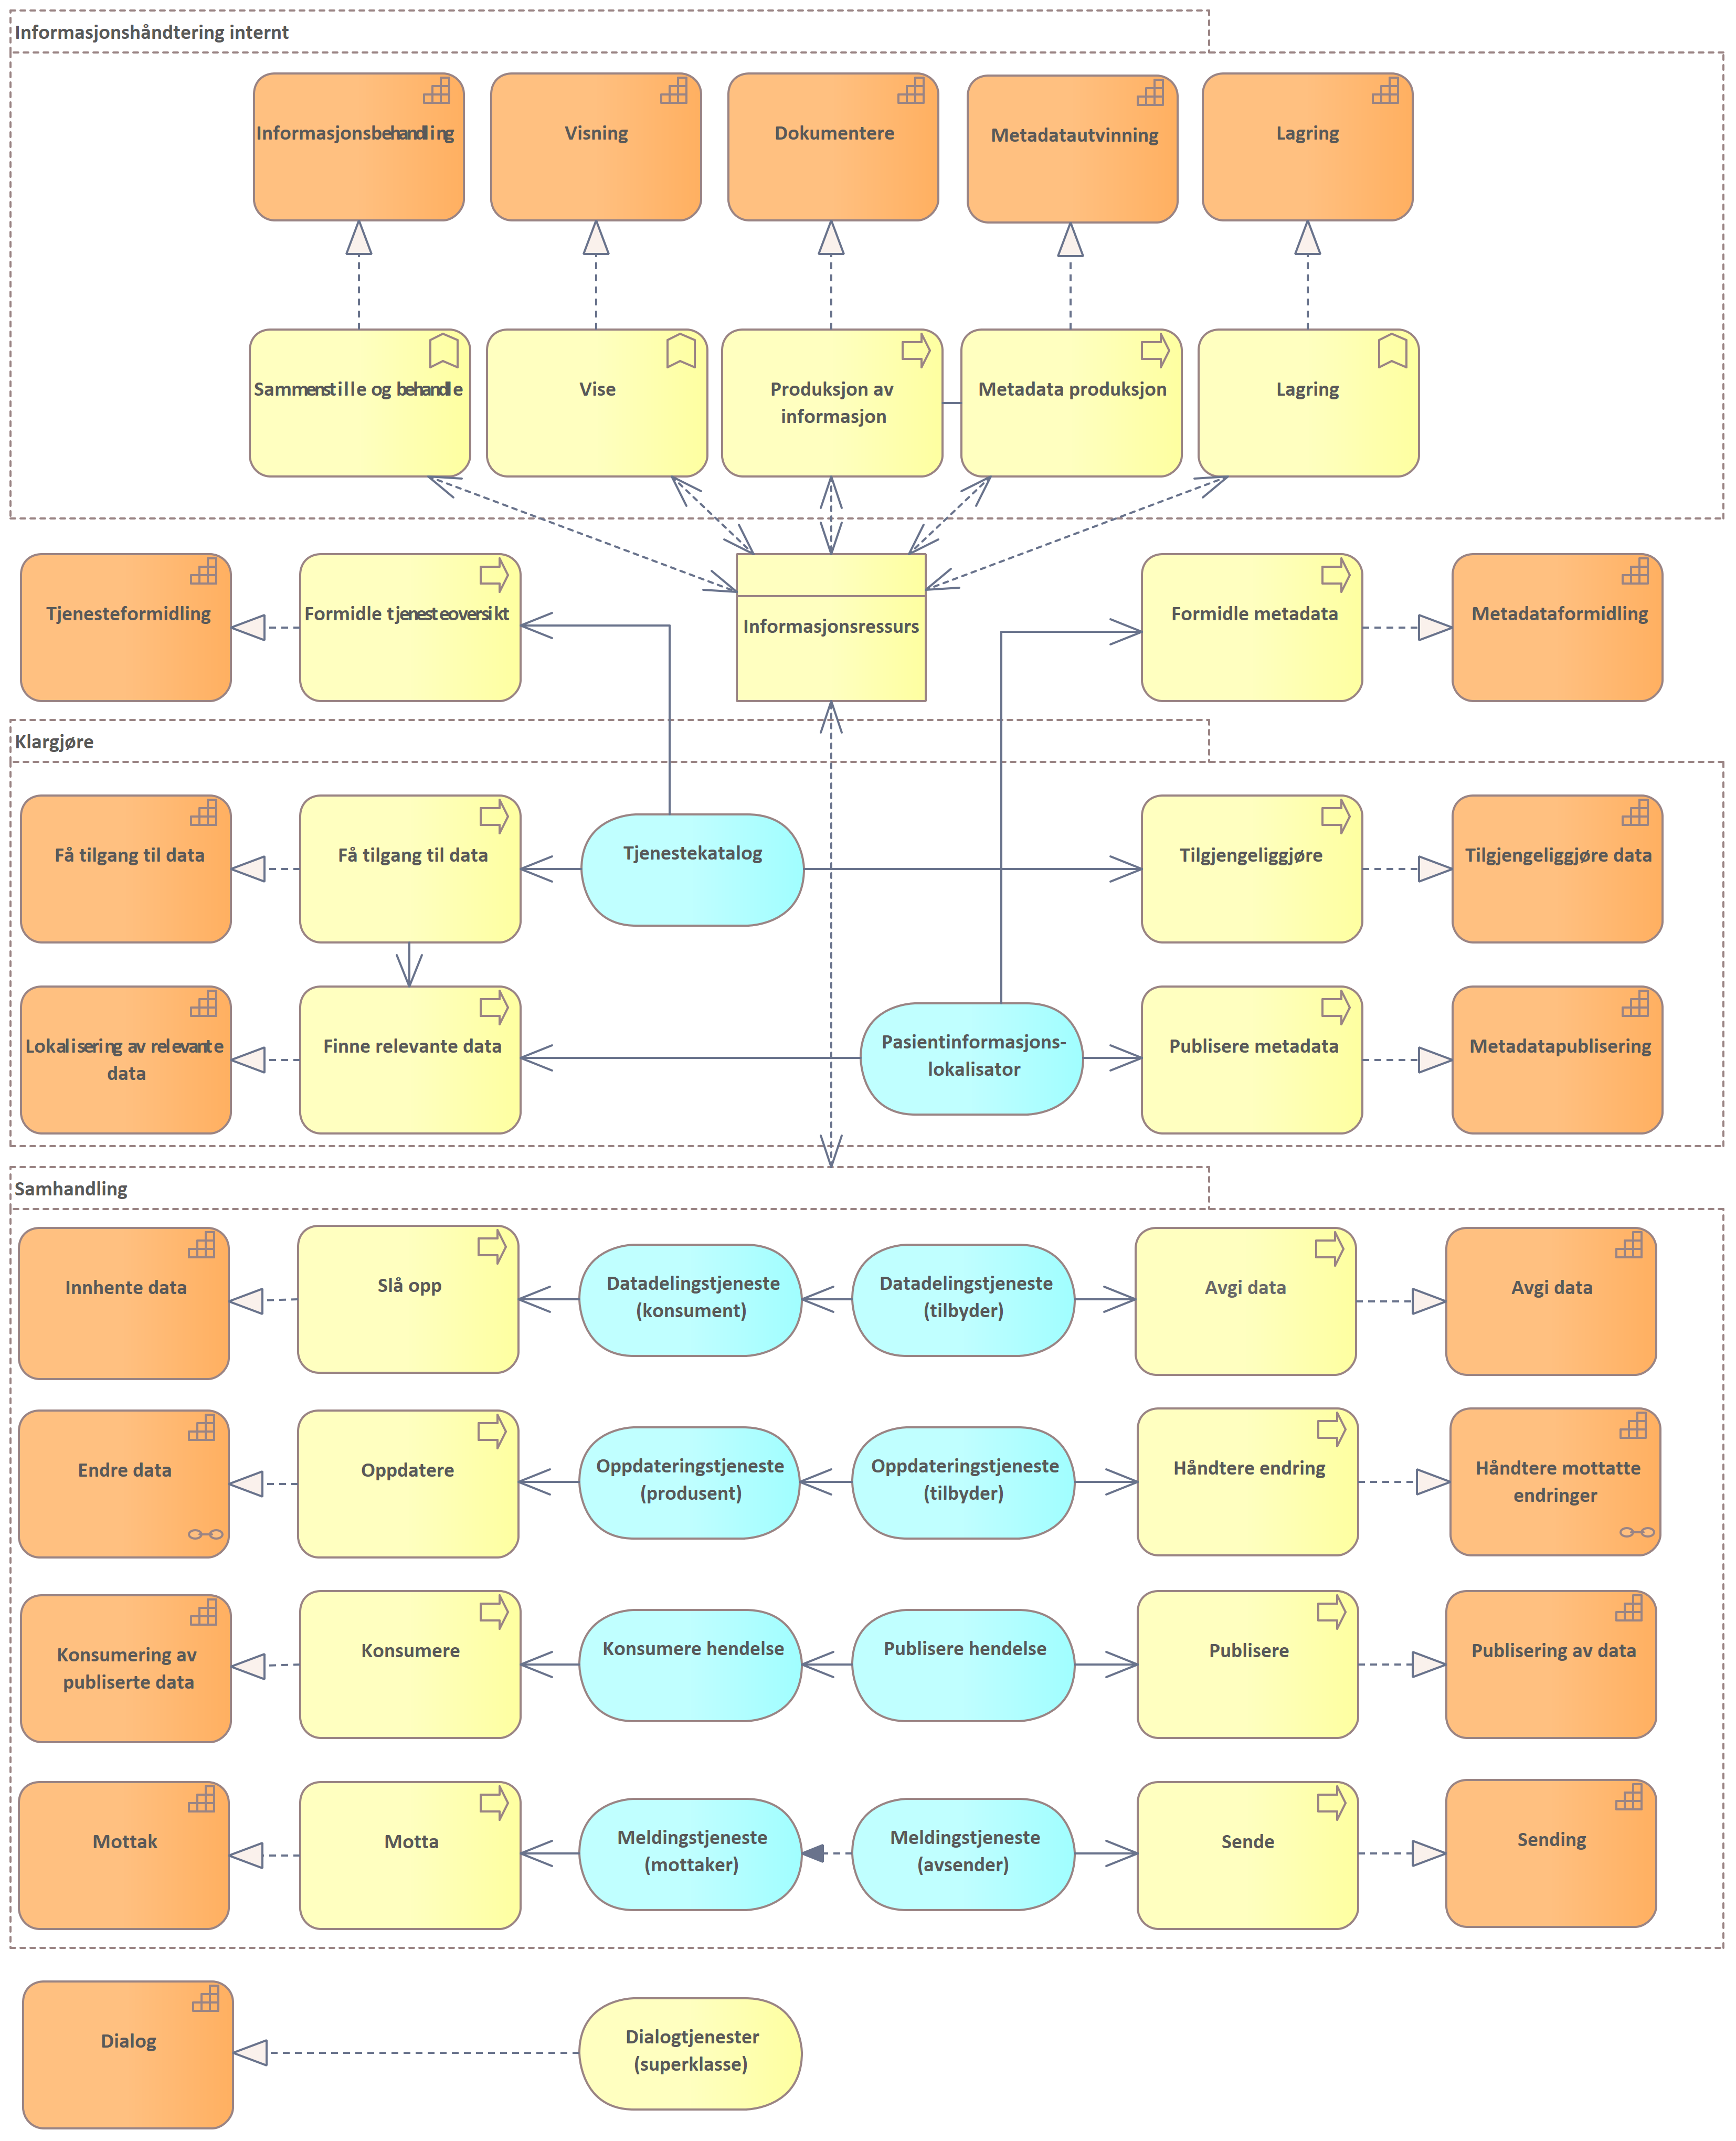 Informasjonshåndtering internt
Informasjonsbehandling
Visning
Dokumentere
Metadatautvinning
Lagring
Sammenstille og behandle
Vise
Produksjon av
informasjon
Metadata produksjon
Lagring
Tjenesteformidling
Formidle tjenesteoversikt
Informasjonsressurs
Formidle metadata
Metadataformidling
Klargjøre
Få tilgang til data
Få tilgang til data
Tjenestekatalog
Tilgjengeliggjøre
Tilgjengeliggjøre data
Lokalisering av relevante
data
Finne relevante data
Pasientinformasjons-
lokalisator
Publisere metadata
Metadatapublisering
Samhandling
Innhente data
Slå opp
Datadelingstjeneste
(konsument)
Datadelingstjeneste
(tilbyder)
Avgi data
Avgi data
Endre data
Oppdatere
Oppdateringstjeneste
(produsent)
Oppdateringstjeneste
(tilbyder)
Håndtere endring
Håndtere mottatte
endringer
Konsumering av
publiserte data
Konsumere
Konsumere hendelse
Publisere hendelse
Publisere
Publisering av data
Mottak
Motta
Meldingstjeneste
(mottaker)
Meldingstjeneste
(avsender)
Sende
Sending
Dialog
Dialogtjenester
(superklasse)